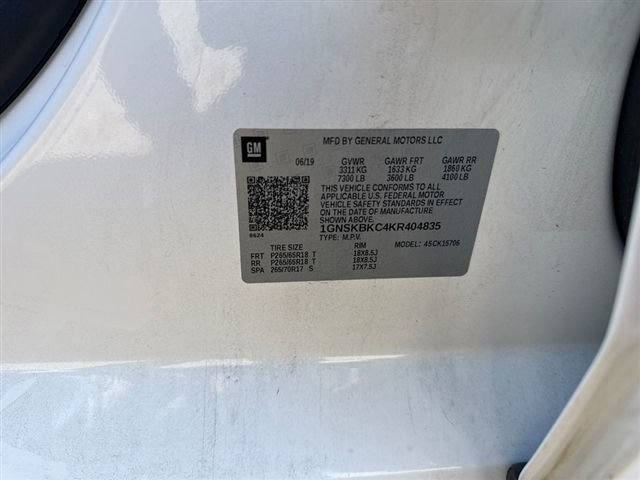 GM
MFD BY GENERAL MOTORS LLC
06/19 GVWR GAWR FRT GAWR RR
3311 KG 1633 KG 1860 KG
7300 LB 3600 LB 4100 LB
THIS VEHICLE CONFORMS TO ALL
APPLICABLE U.S. FEDERAL MOTOR
VEHICLE SAFETY STANDARDS IN EFFECT
ON THE DATE OF MANUFACTURE.
1GNSKBKC4KR404835
8624
TYPE: M.P.V. MODEL: 4SCK15706
TIRE SIZE RIM
FRT P265/65R18 T 18X8.5J
RR P265/65R18 T 18X8.5J
SPA 265/70R17 S 17X7.5J